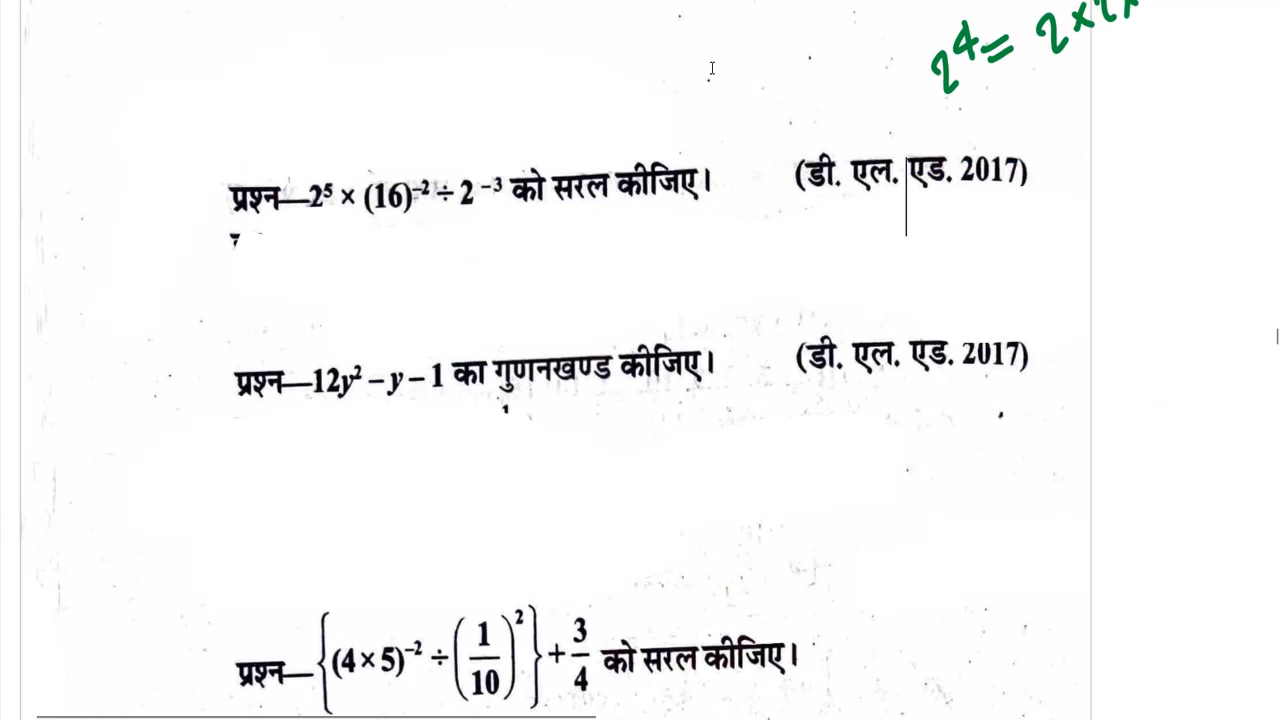 2⁴ = 2×2×
प्रश्न—2⁵ × (16)⁻² ÷ 2⁻³ को सरल कीजिए। (डी. एल. एड. 2017)
प्रश्न—12y² – y – 1 का गुणनखण्ड कीजिए। (डी. एल. एड. 2017)
प्रश्न—{(4 × 5)⁻² ÷ (1/10)²} + 3/4 को सरल कीजिए।